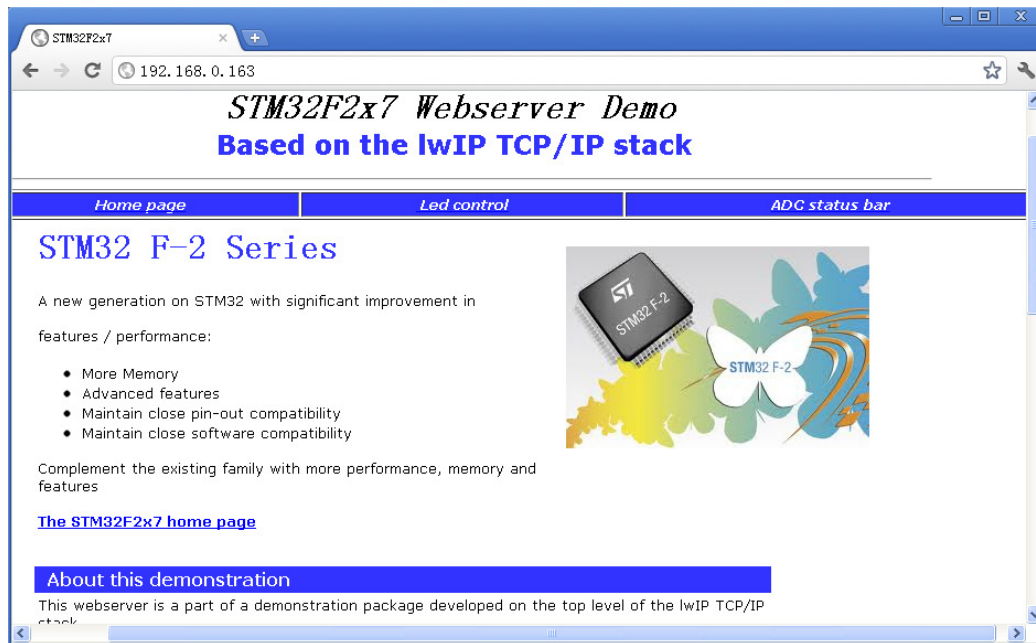 STM32F2x7
192.168.0.163
STM32F2x7 Webserver Demo
Based on the lwIP TCP/IP stack
Home page
Led control
ADC status bar
STM32 F-2 Series
A new generation on STM32 with significant improvement in
features / performance:
More Memory
Advanced features
Maintain close pin-out compatibility
Maintain close software compatibility
Complement the existing family with more performance, memory and
features
The STM32F2x7 home page
ST
STM32 F-2
STM32 F-2
About this demonstration
This webserver is a part of a demonstration package developed on the top level of the lwIP TCP/IP
stack